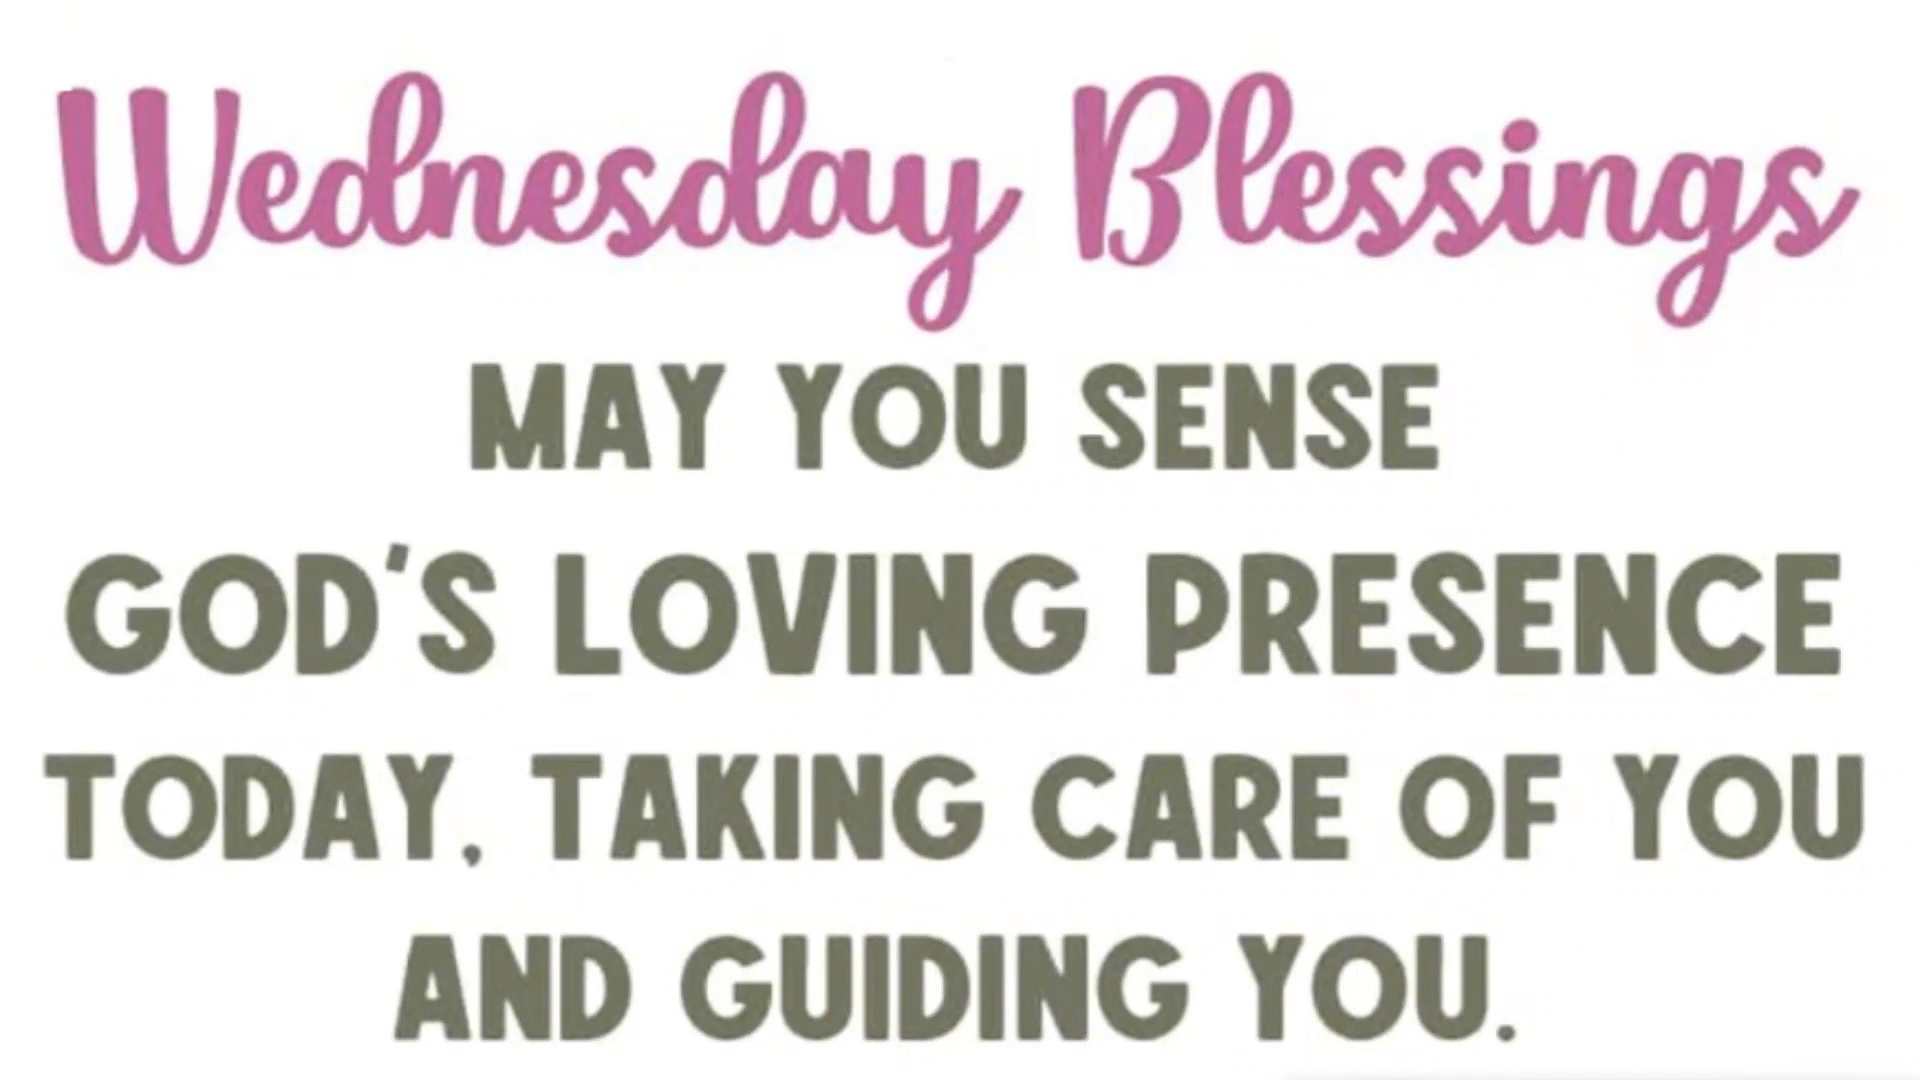 Wednesday Blessings
MAY YOU SENSE
GOD'S LOVING PRESENCE
TODAY, TAKING CARE OF YOU
AND GUIDING YOU.